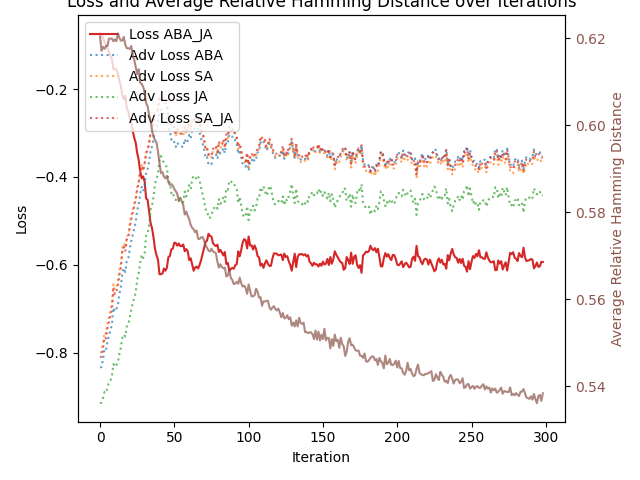 Loss and Average Relative Hamming Distance over Iterations
Loss ABA_JA
Adv Loss ABA
Adv Loss SA
Adv Loss JA
Adv Loss SA_JA
−0.2
−0.4
−0.6
−0.8
Loss
0
50
100
150
200
250
300
Iteration
0.62
0.60
0.58
0.56
0.54
Average Relative Hamming Distance